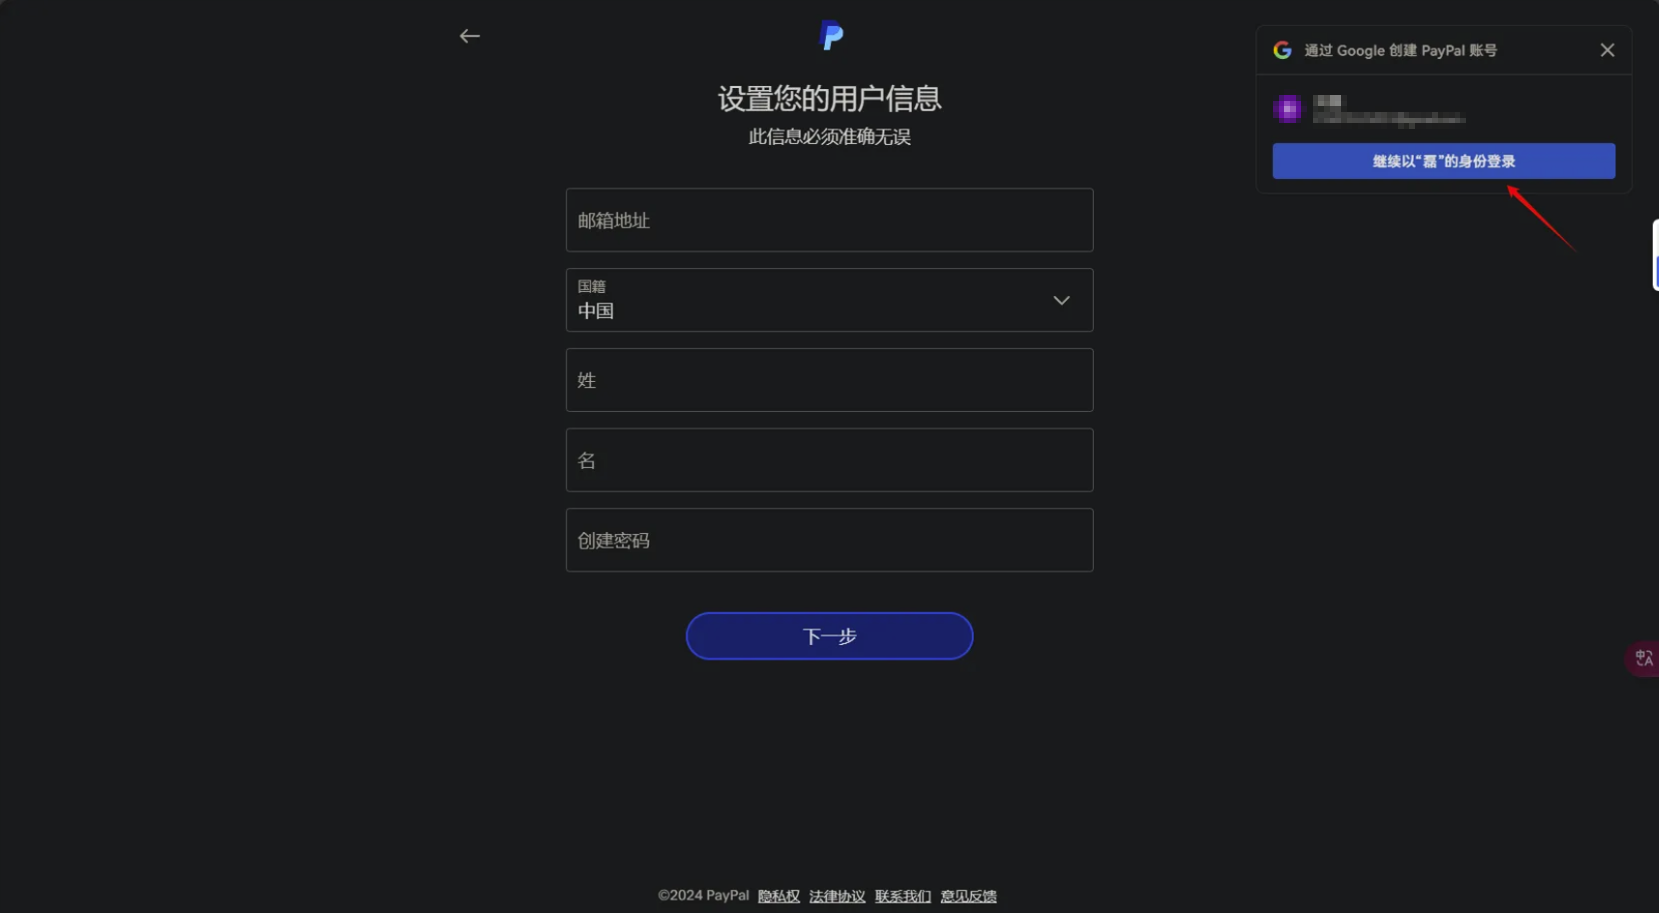 通过 Google 创建 PayPal 账号
继续以“磊”的身份登录
设置您的用户信息
此信息必须准确无误
邮箱地址
国籍
中国
姓
名
创建密码
下一步
©2024 PayPal 隐私权 法律协议 联系我们 意见反馈